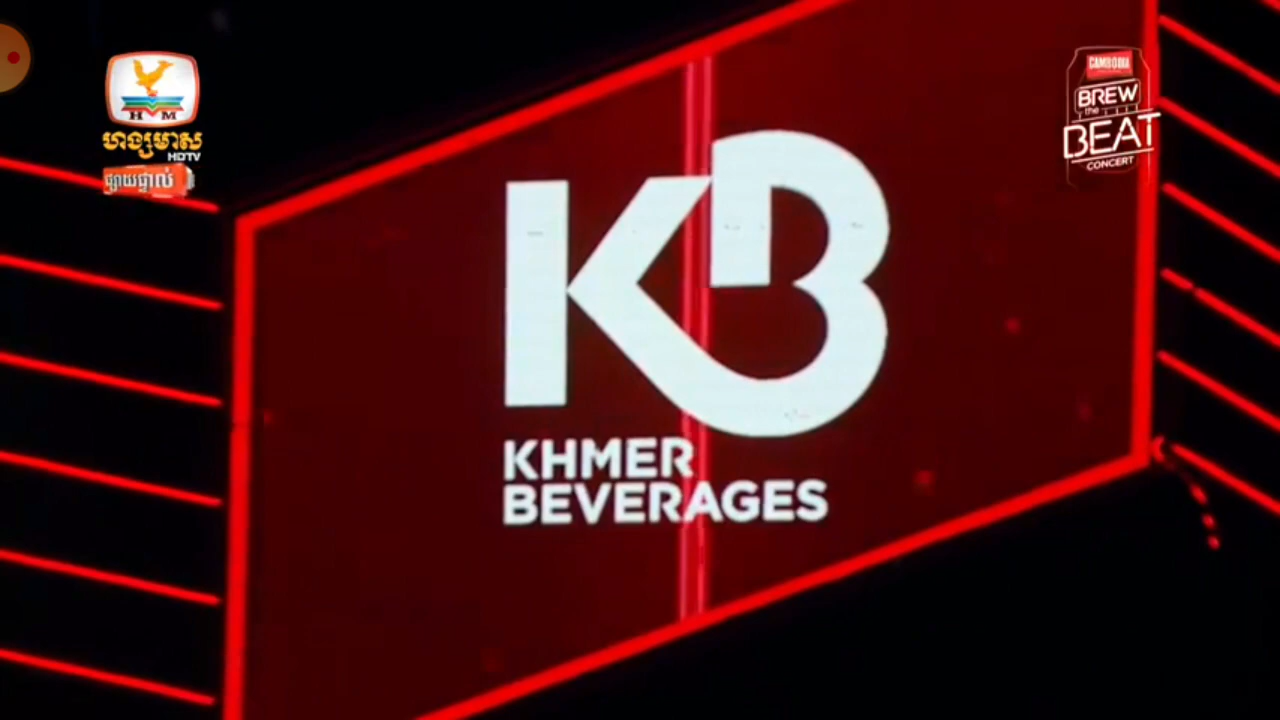 HM
ហង្សមាស
HDTV
ផ្សាយផ្ទាល់
CAMBODIA
BREW
the
BEAT
CONCERT
KB
KHMER
BEVERAGES